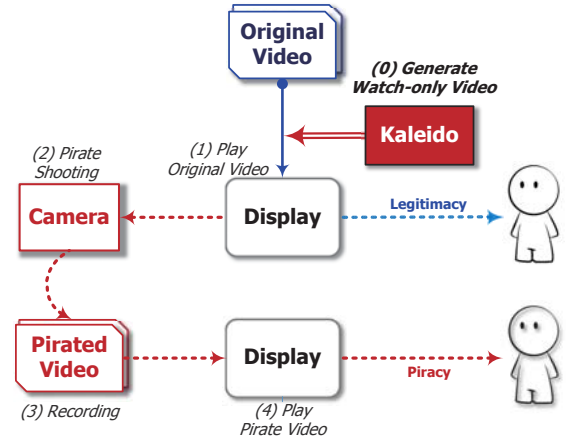 Original
Video
(0) Generate
Watch-only Video
Kaleido
(1) Play
Original Video
(2) Pirate
Shooting
Camera
Display
Legitimacy
Pirated
Video
Display
Piracy
(3) Recording
(4) Play
Pirate Video